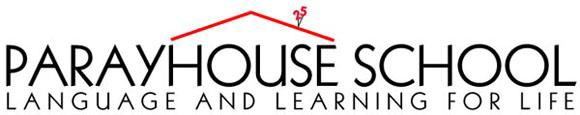 25
PARAYHOUSE SCHOOL
LANGUAGE AND LEARNING FOR LIFE